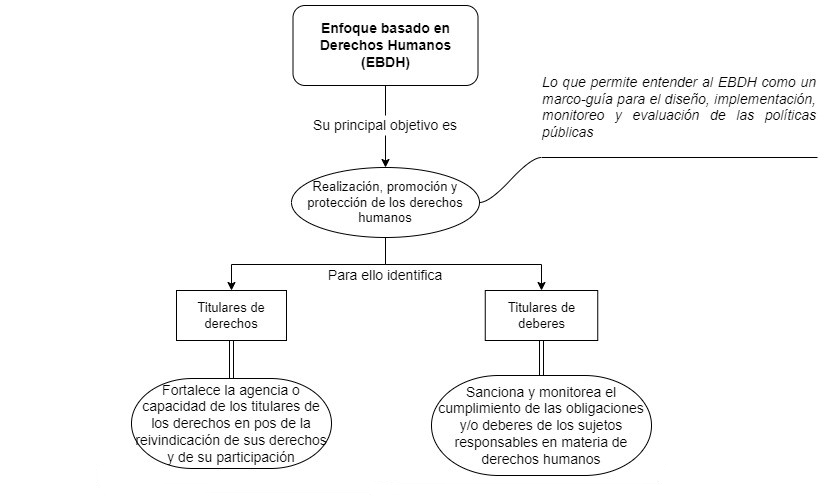 Enfoque basado en
Derechos Humanos
(EBDH)
Lo que permite entender al EBDH como un
marco-guía para el diseño, implementación,
monitoreo y evaluación de las políticas
públicas
Su principal objetivo es
Realización, promoción y
protección de los derechos
humanos
Para ello identifica
Titulares de
derechos
Titulares de
deberes
Fortalece la agencia o
capacidad de los titulares de
los derechos en pos de la
reivindicación de sus derechos
y de su participación
Sanciona y monitorea el
cumplimiento de las obligaciones
y/o deberes de los sujetos
responsables en materia de
derechos humanos